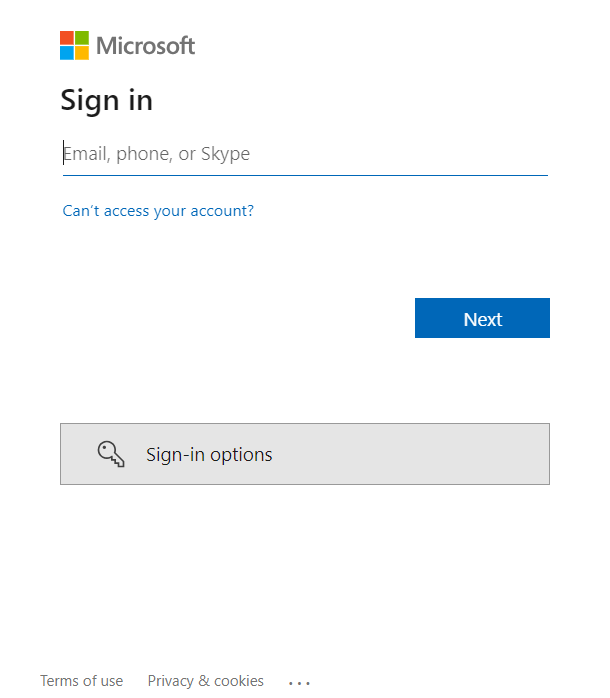 Microsoft
Sign in
Email, phone, or Skype
Can't access your account?
Next
Sign-in options
Terms of use Privacy & cookies ...